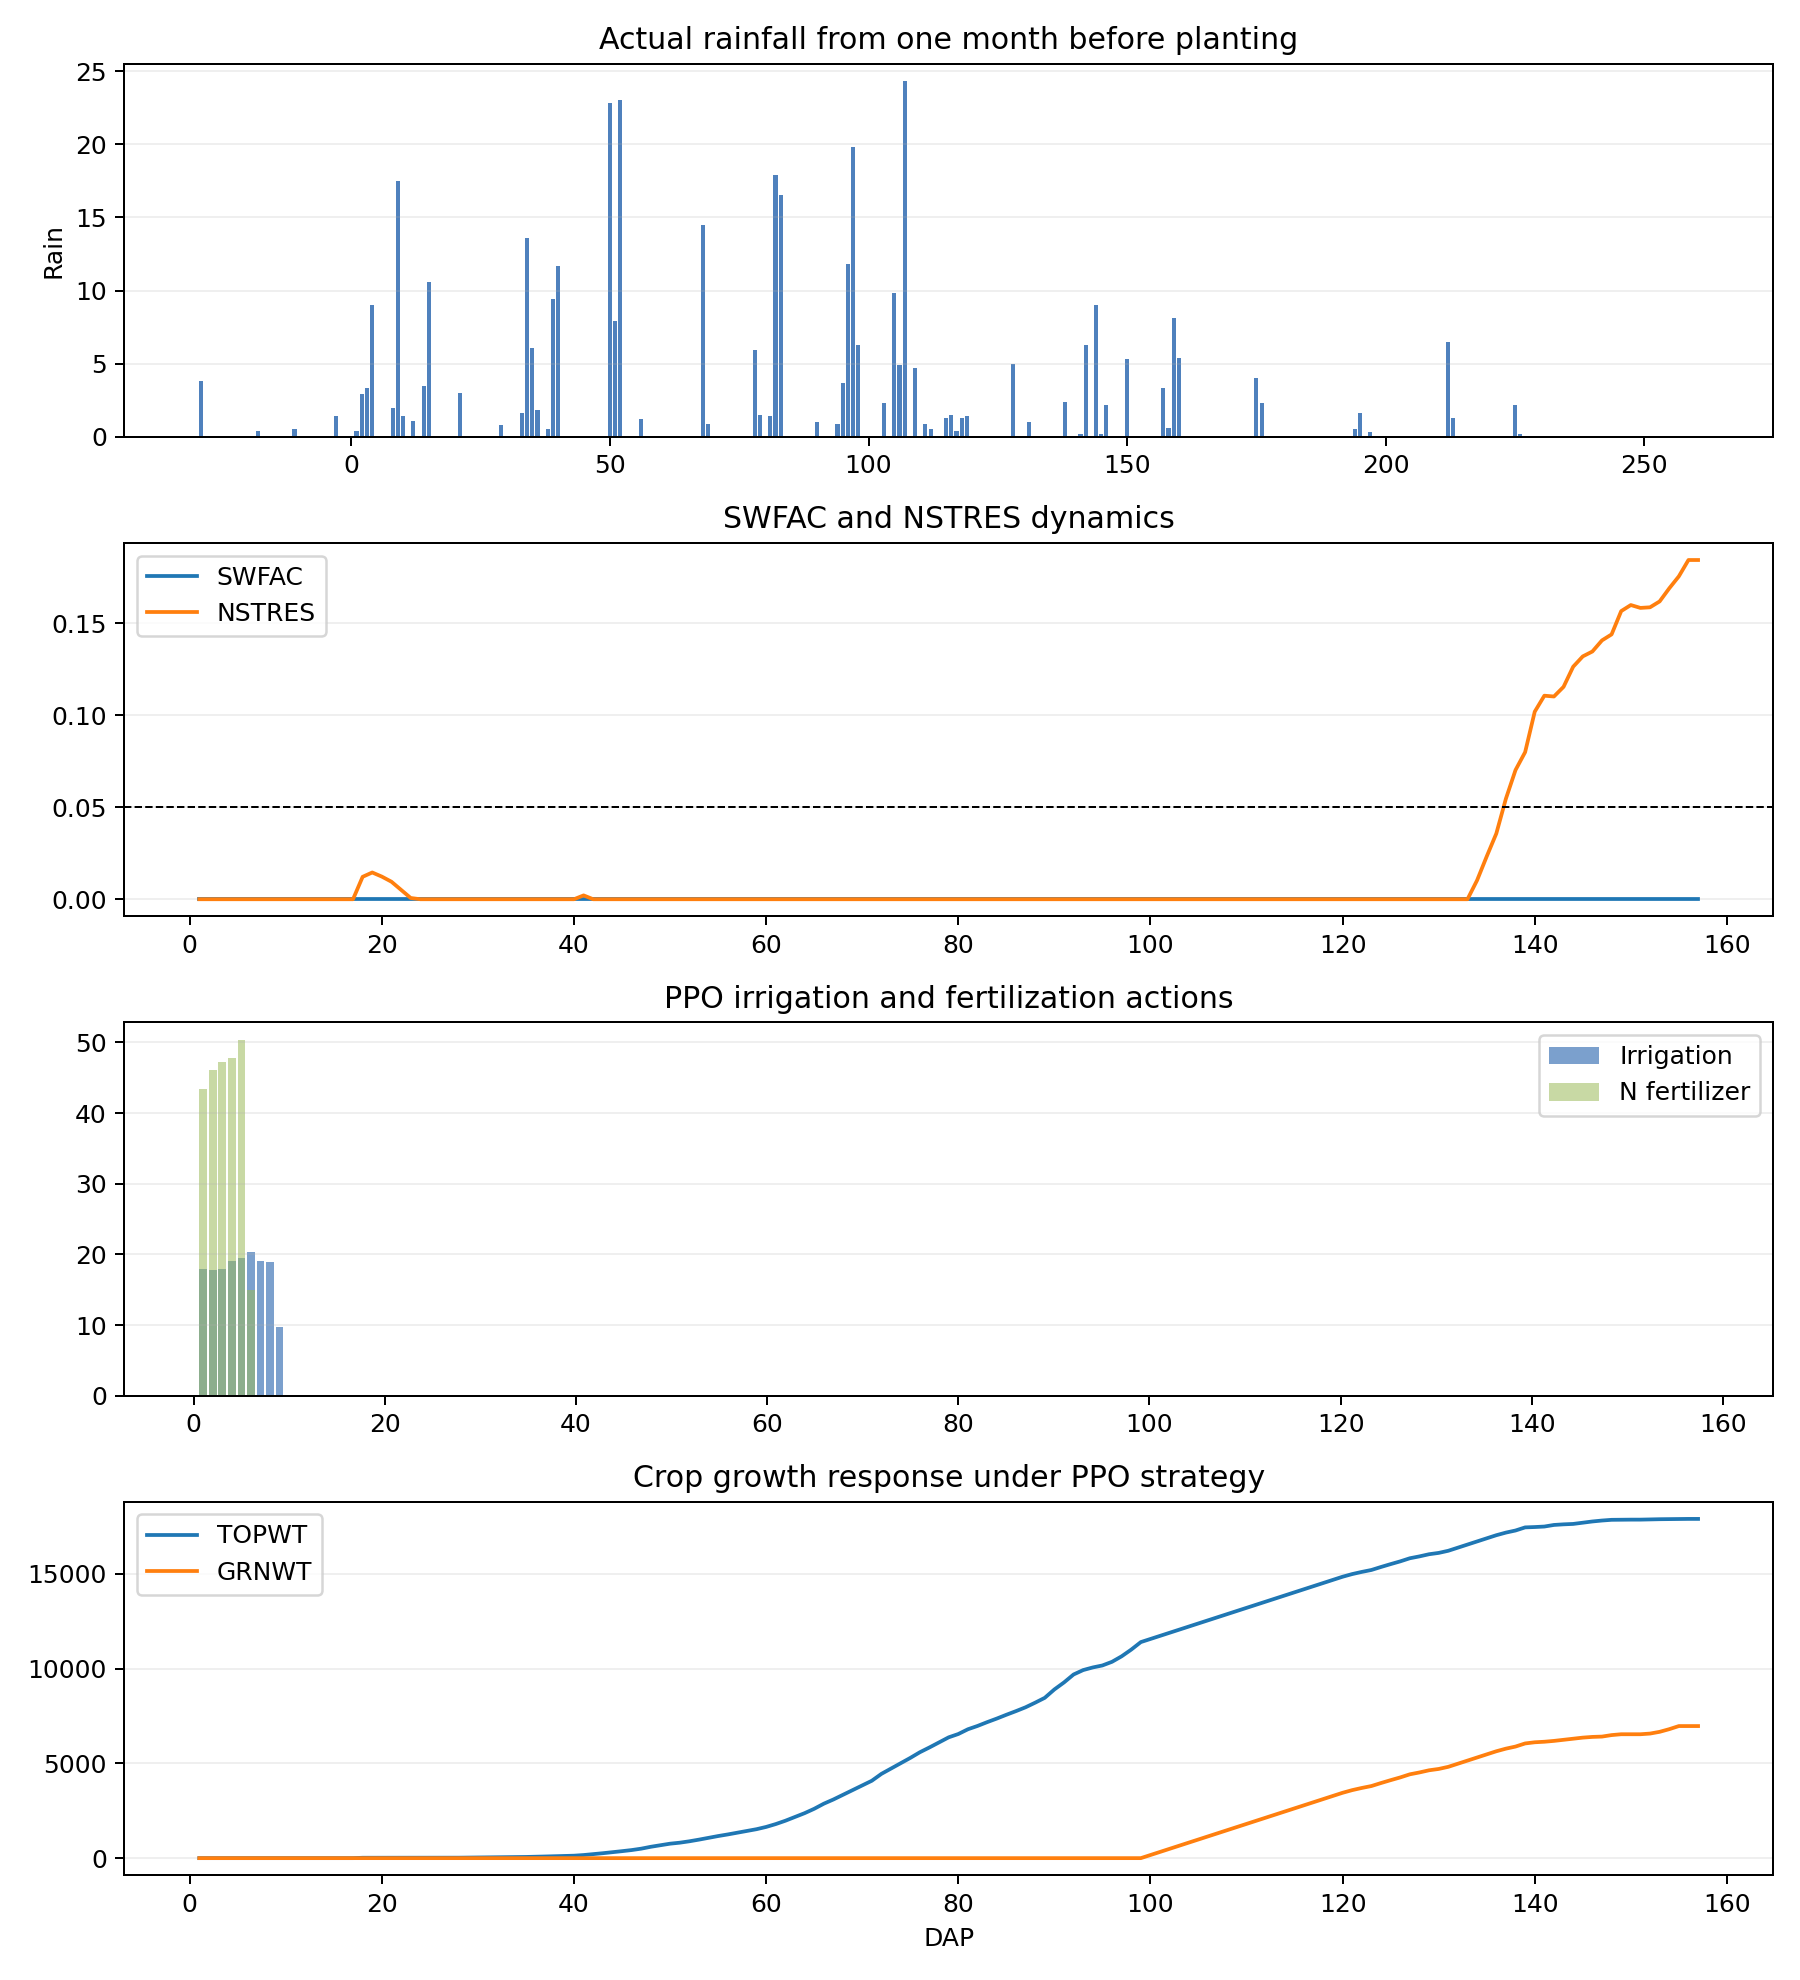 Actual rainfall from one month before planting
25
20
15
10
5
0
Rain
0 50 100 150 200 250
SWFAC and NSTRES dynamics
SWFAC
NSTRES
0.15
0.10
0.05
0.00
0 20 40 60 80 100 120 140 160
PPO irrigation and fertilization actions
Irrigation
N fertilizer
50
40
30
20
10
0
0 20 40 60 80 100 120 140 160
Crop growth response under PPO strategy
TOPWT
GRNWT
15000
10000
5000
0
0 20 40 60 80 100 120 140 160
DAP